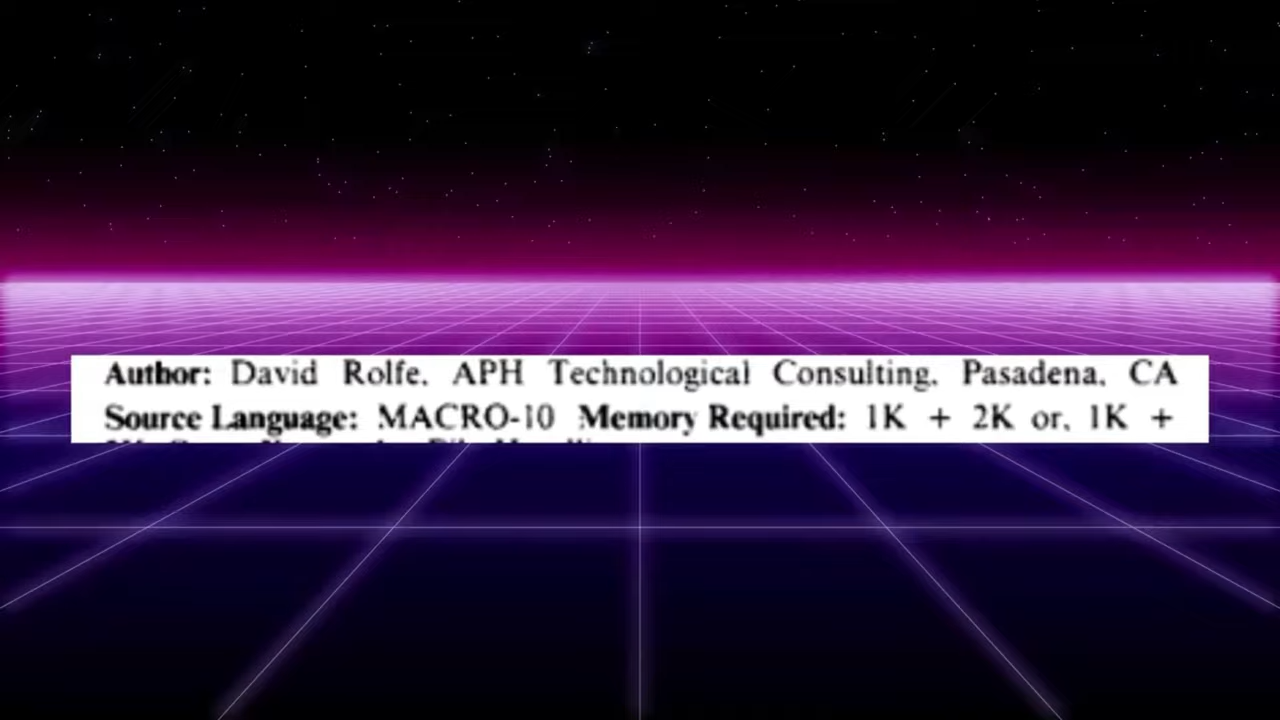 Author: David Rolfe, APH Technological Consulting, Pasadena, CA
Source Language: MACRO-10 Memory Required: 1K + 2K or, 1K +